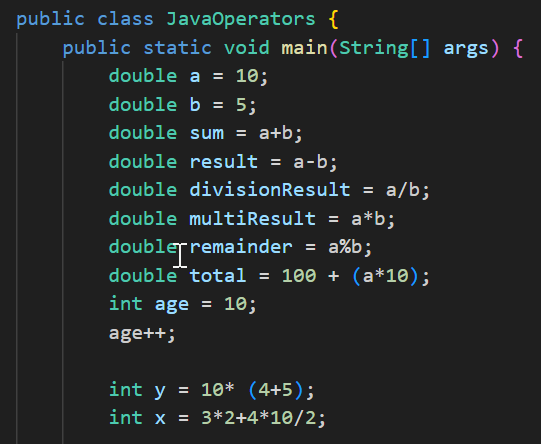 public class JavaOperators {
public static void main(String[] args) {
double a = 10;
double b = 5;
double sum = a+b;
double result = a-b;
double divisionResult = a/b;
double multiResult = a*b;
double remainder = a%b;
double total = 100 + (a*10);
int age = 10;
age++;
int y = 10* (4+5);
int x = 3*2+4*10/2;